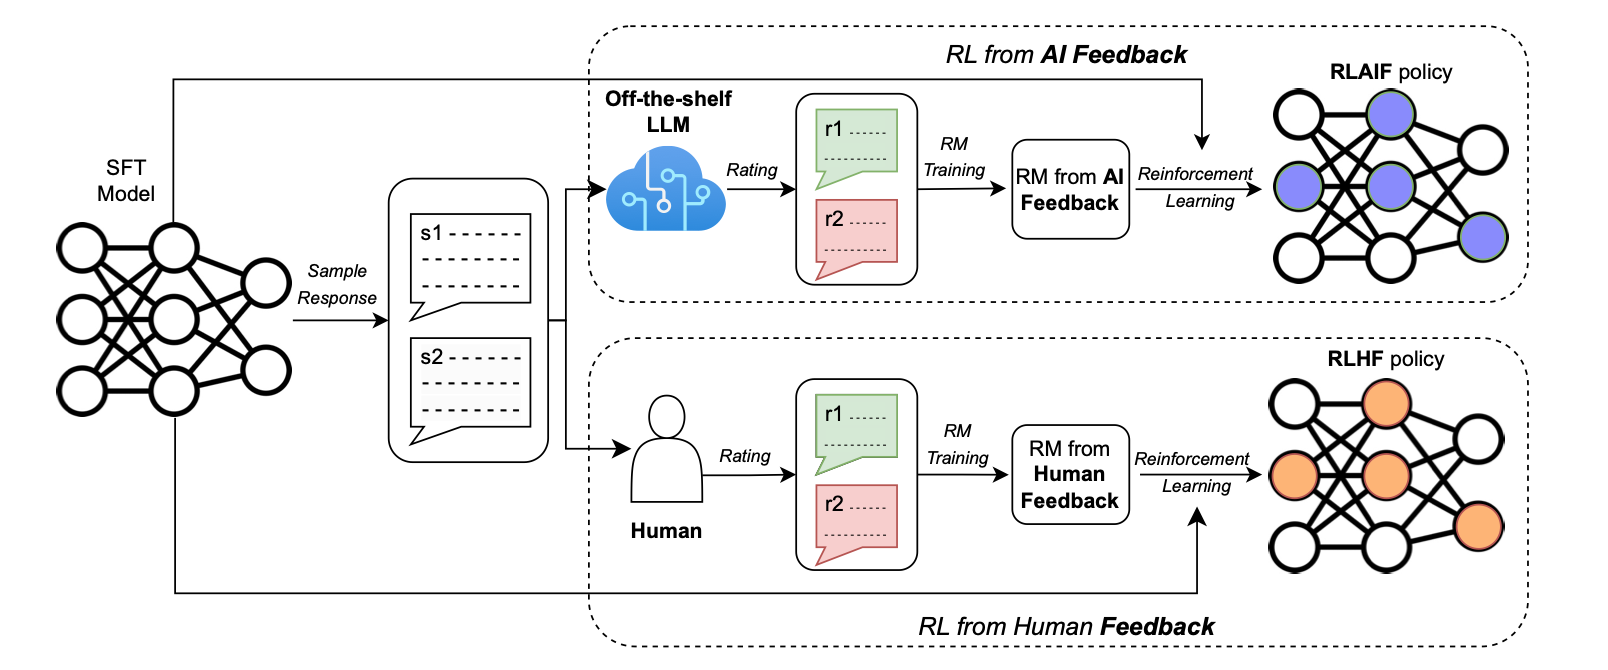 RL from AI Feedback
RLAIF policy
Off-the-shelf
LLM
SFT
Model
Sample
Response
s1
s2
Rating
r1
r2
RM
Training
RM from AI
Feedback
Reinforcement
Learning
RLHF policy
Human
Rating
r1
r2
RM
Training
RM from
Human
Feedback
Reinforcement
Learning
RL from Human Feedback